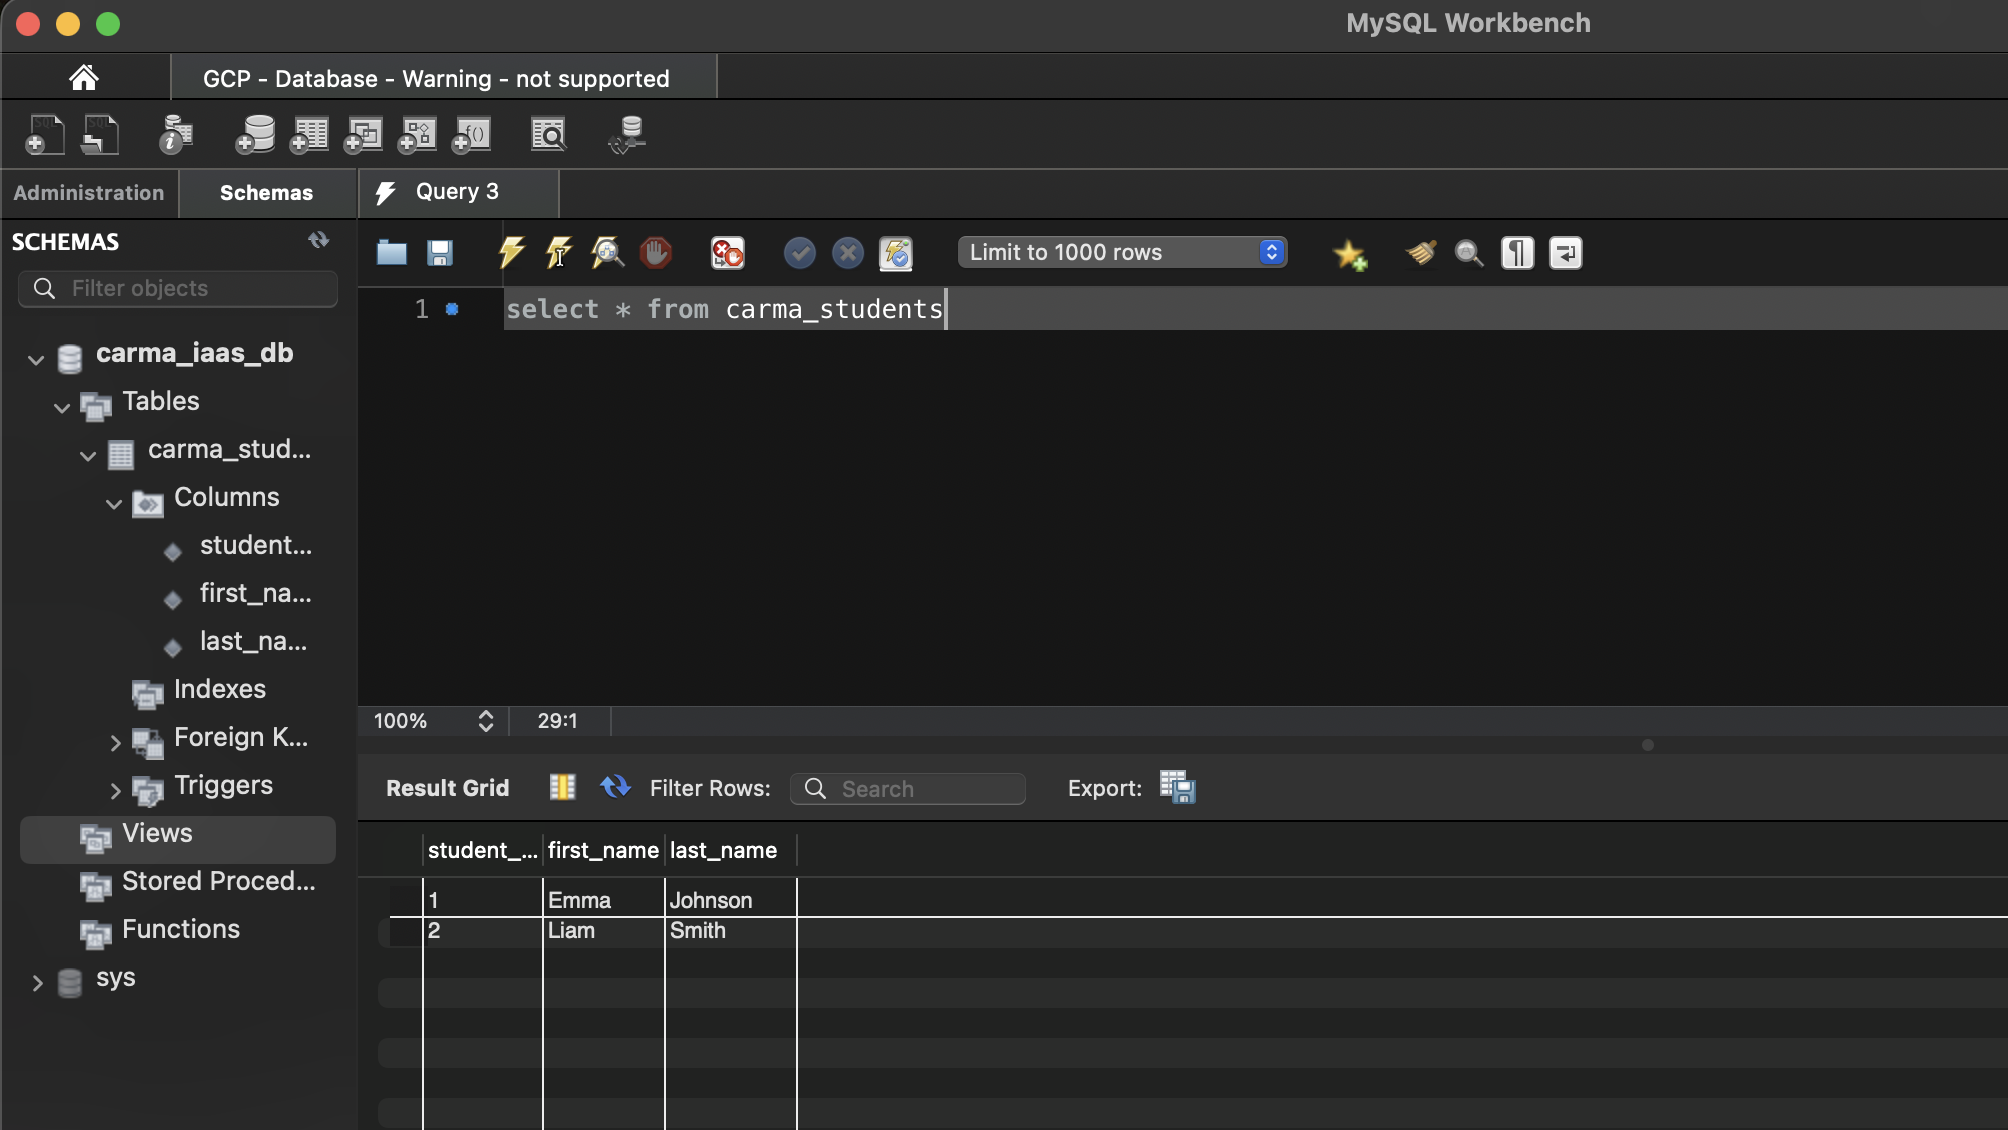 MySQL Workbench
GCP - Database - Warning - not supported
Administration
Schemas
Query 3
SCHEMAS
Filter objects
Limit to 1000 rows
1 select * from carma_students
carma_iaas_db
Tables
carma_stud...
Columns
student...
first_na...
last_na...
Indexes
Foreign K...
Triggers
Views
Stored Proced...
Functions
sys
100% 29:1
Result Grid Filter Rows: Search Export:
student_... first_name last_name
1 Emma Johnson
2 Liam Smith